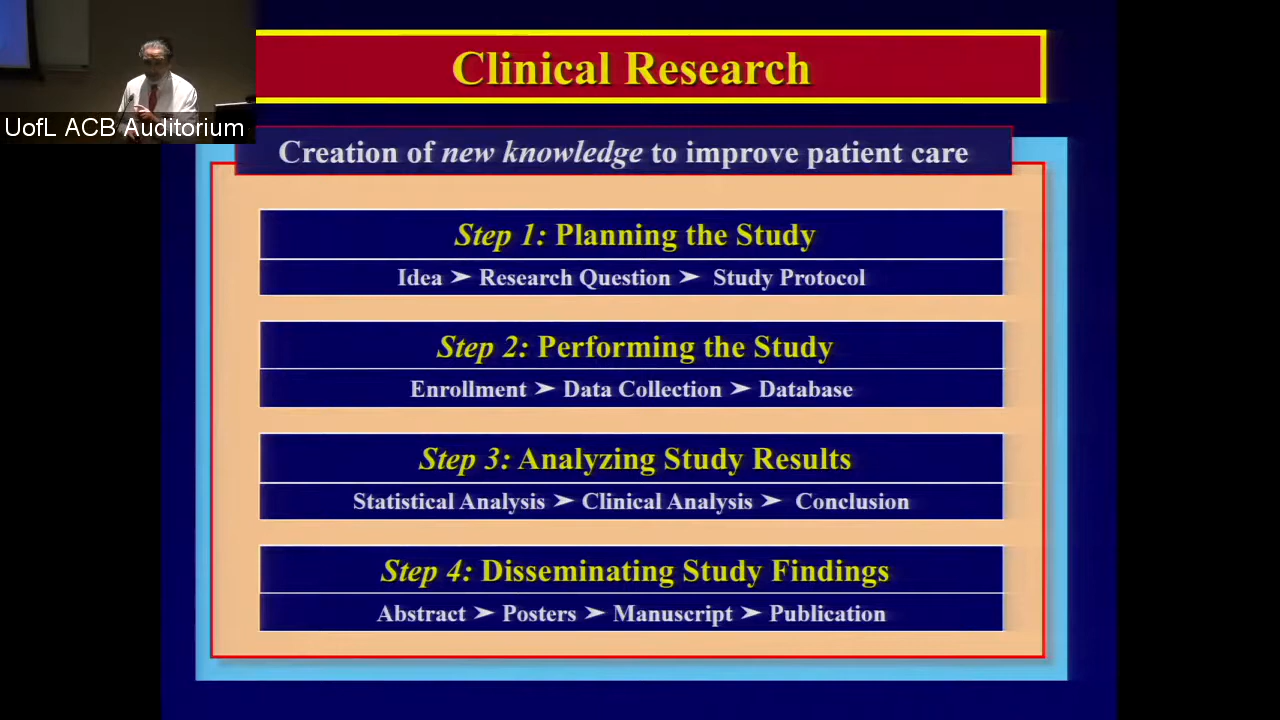 Clinical Research
UofL ACB Auditorium
Creation of new knowledge to improve patient care
Step 1: Planning the Study
Idea ➤ Research Question ➤ Study Protocol
Step 2: Performing the Study
Enrollment ➤ Data Collection ➤ Database
Step 3: Analyzing Study Results
Statistical Analysis ➤ Clinical Analysis ➤ Conclusion
Step 4: Disseminating Study Findings
Abstract ➤ Posters ➤ Manuscript ➤ Publication